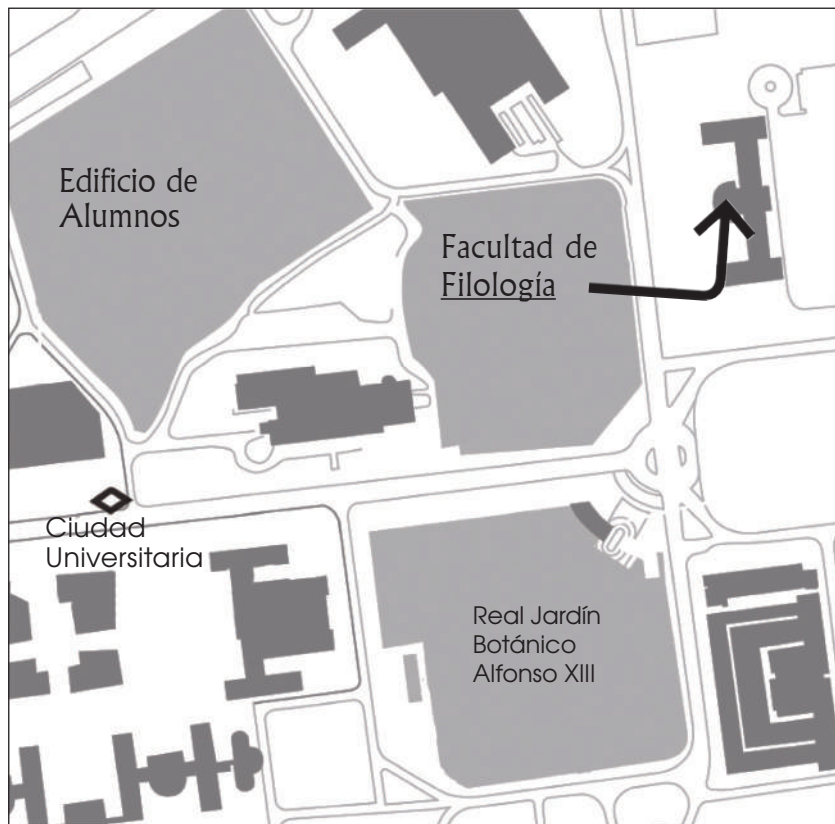 Edificio de
Alumnos
Facultad de
Filología
Ciudad
Universitaria
Real Jardín
Botánico
Alfonso XIII